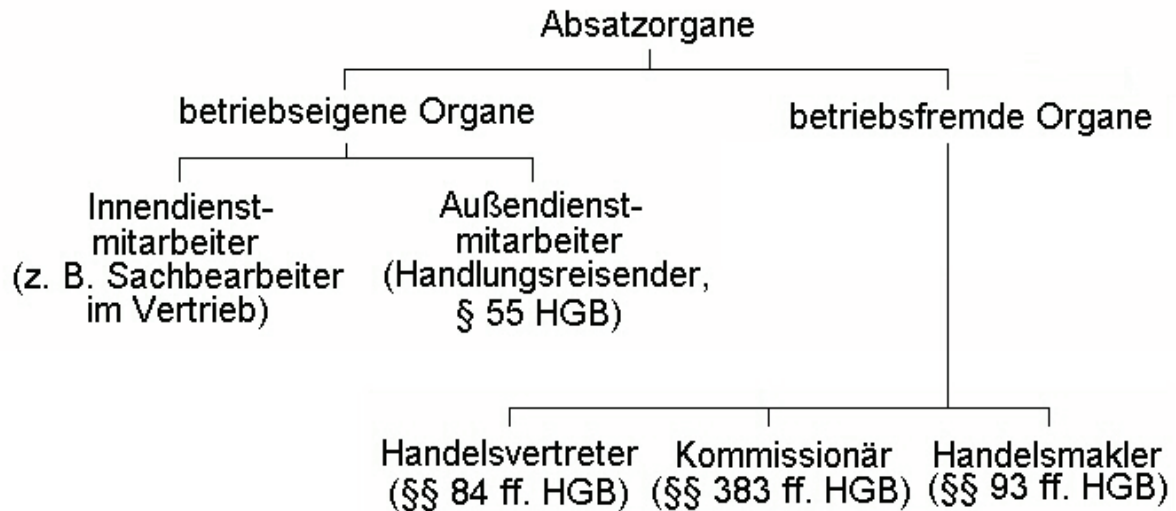 Absatzorgane
betriebseigene Organe
betriebsfremde Organe
Innendienst-
mitarbeiter
(z. B. Sachbearbeiter
im Vertrieb)
Außendienst-
mitarbeiter
(Handlungsreisender,
§ 55 HGB)
Handelsvertreter
(§§ 84 ff. HGB)
Kommissionär
(§§ 383 ff. HGB)
Handelsmakler
(§§ 93 ff. HGB)